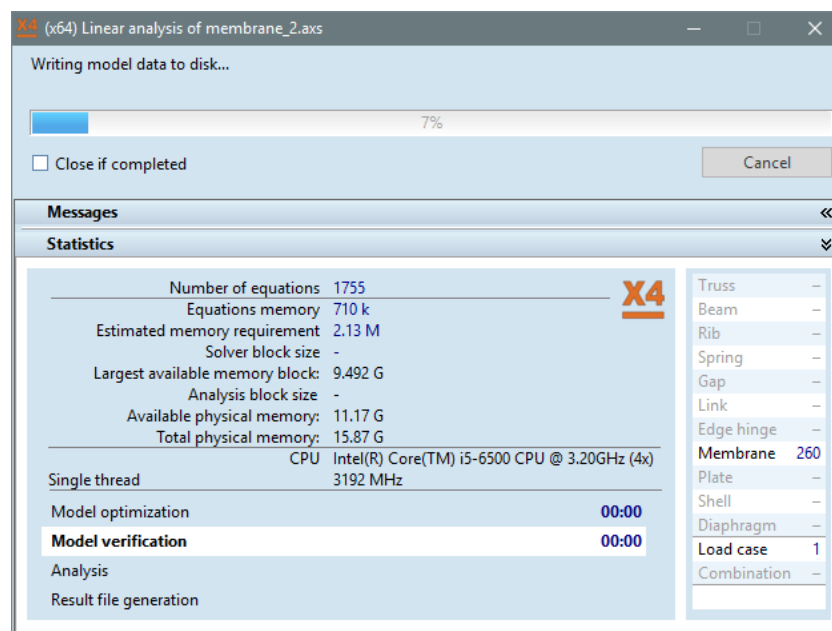 X4 (x64) Linear analysis of membrane_2.axs
Writing model data to disk...
7%
Close if completed
Cancel
Messages
Statistics
Number of equations 1755
Equations memory 710 k
Estimated memory requirement 2.13 M
Solver block size -
Largest available memory block: 9.492 G
Analysis block size -
Available physical memory: 11.17 G
Total physical memory: 15.87 G
CPU Intel(R) Core(TM) i5-6500 CPU @ 3.20GHz (4x)
Single thread 3192 MHz
Model optimization 00:00
Model verification 00:00
Analysis
Result file generation
X4
Truss –
Beam –
Rib –
Spring –
Gap –
Link –
Edge hinge –
Membrane 260
Plate –
Shell –
Diaphragm –
Load case 1
Combination –